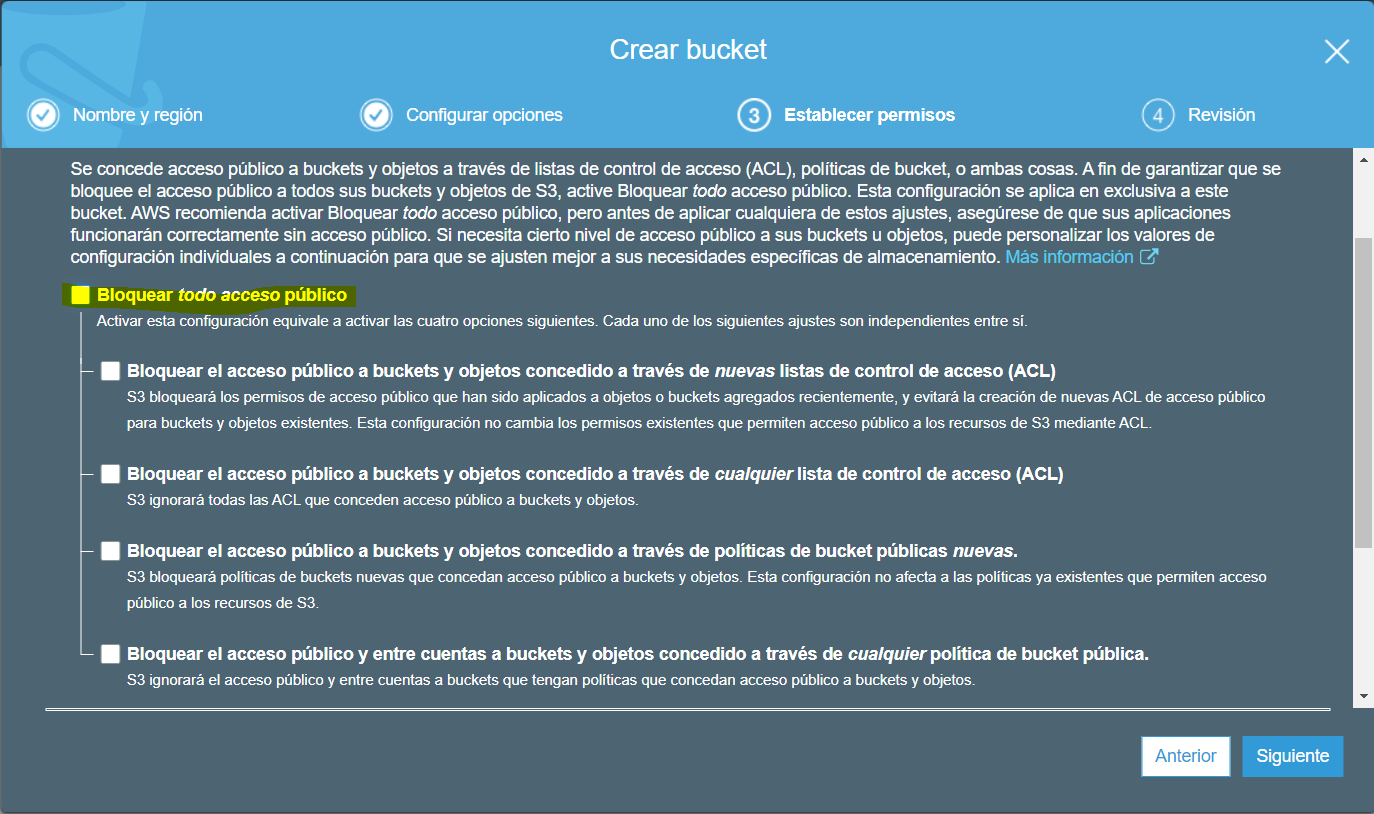 Crear bucket
Nombre y región
Configurar opciones
3 Establecer permisos
4 Revisión
Se concede acceso público a buckets y objetos a través de listas de control de acceso (ACL), políticas de bucket, o ambas cosas. A fin de garantizar que se
bloquee el acceso público a todos sus buckets y objetos de S3, active Bloquear todo acceso público. Esta configuración se aplica en exclusiva a este
bucket. AWS recomienda activar Bloquear todo acceso público, pero antes de aplicar cualquiera de estos ajustes, asegúrese de que sus aplicaciones
funcionarán correctamente sin acceso público. Si necesita cierto nivel de acceso público a sus buckets u objetos, puede personalizar los valores de
configuración individuales a continuación para que se ajusten mejor a sus necesidades específicas de almacenamiento. Más información
Bloquear todo acceso público
Activar esta configuración equivale a activar las cuatro opciones siguientes. Cada uno de los siguientes ajustes son independientes entre sí.
Bloquear el acceso público a buckets y objetos concedido a través de nuevas listas de control de acceso (ACL)
S3 bloqueará los permisos de acceso público que han sido aplicados a objetos o buckets agregados recientemente, y evitará la creación de nuevas ACL de acceso público
para buckets y objetos existentes. Esta configuración no cambia los permisos existentes que permiten acceso público a los recursos de S3 mediante ACL.
Bloquear el acceso público a buckets y objetos concedido a través de cualquier lista de control de acceso (ACL)
S3 ignorará todas las ACL que conceden acceso público a buckets y objetos.
Bloquear el acceso público a buckets y objetos concedido a través de políticas de bucket públicas nuevas.
S3 bloqueará políticas de buckets nuevas que concedan acceso público a buckets y objetos. Esta configuración no afecta a las políticas ya existentes que permiten acceso
público a los recursos de S3.
Bloquear el acceso público y entre cuentas a buckets y objetos concedido a través de cualquier política de bucket pública.
S3 ignorará el acceso público y entre cuentas a buckets que tengan políticas que concedan acceso público a buckets y objetos.
Anterior
Siguiente